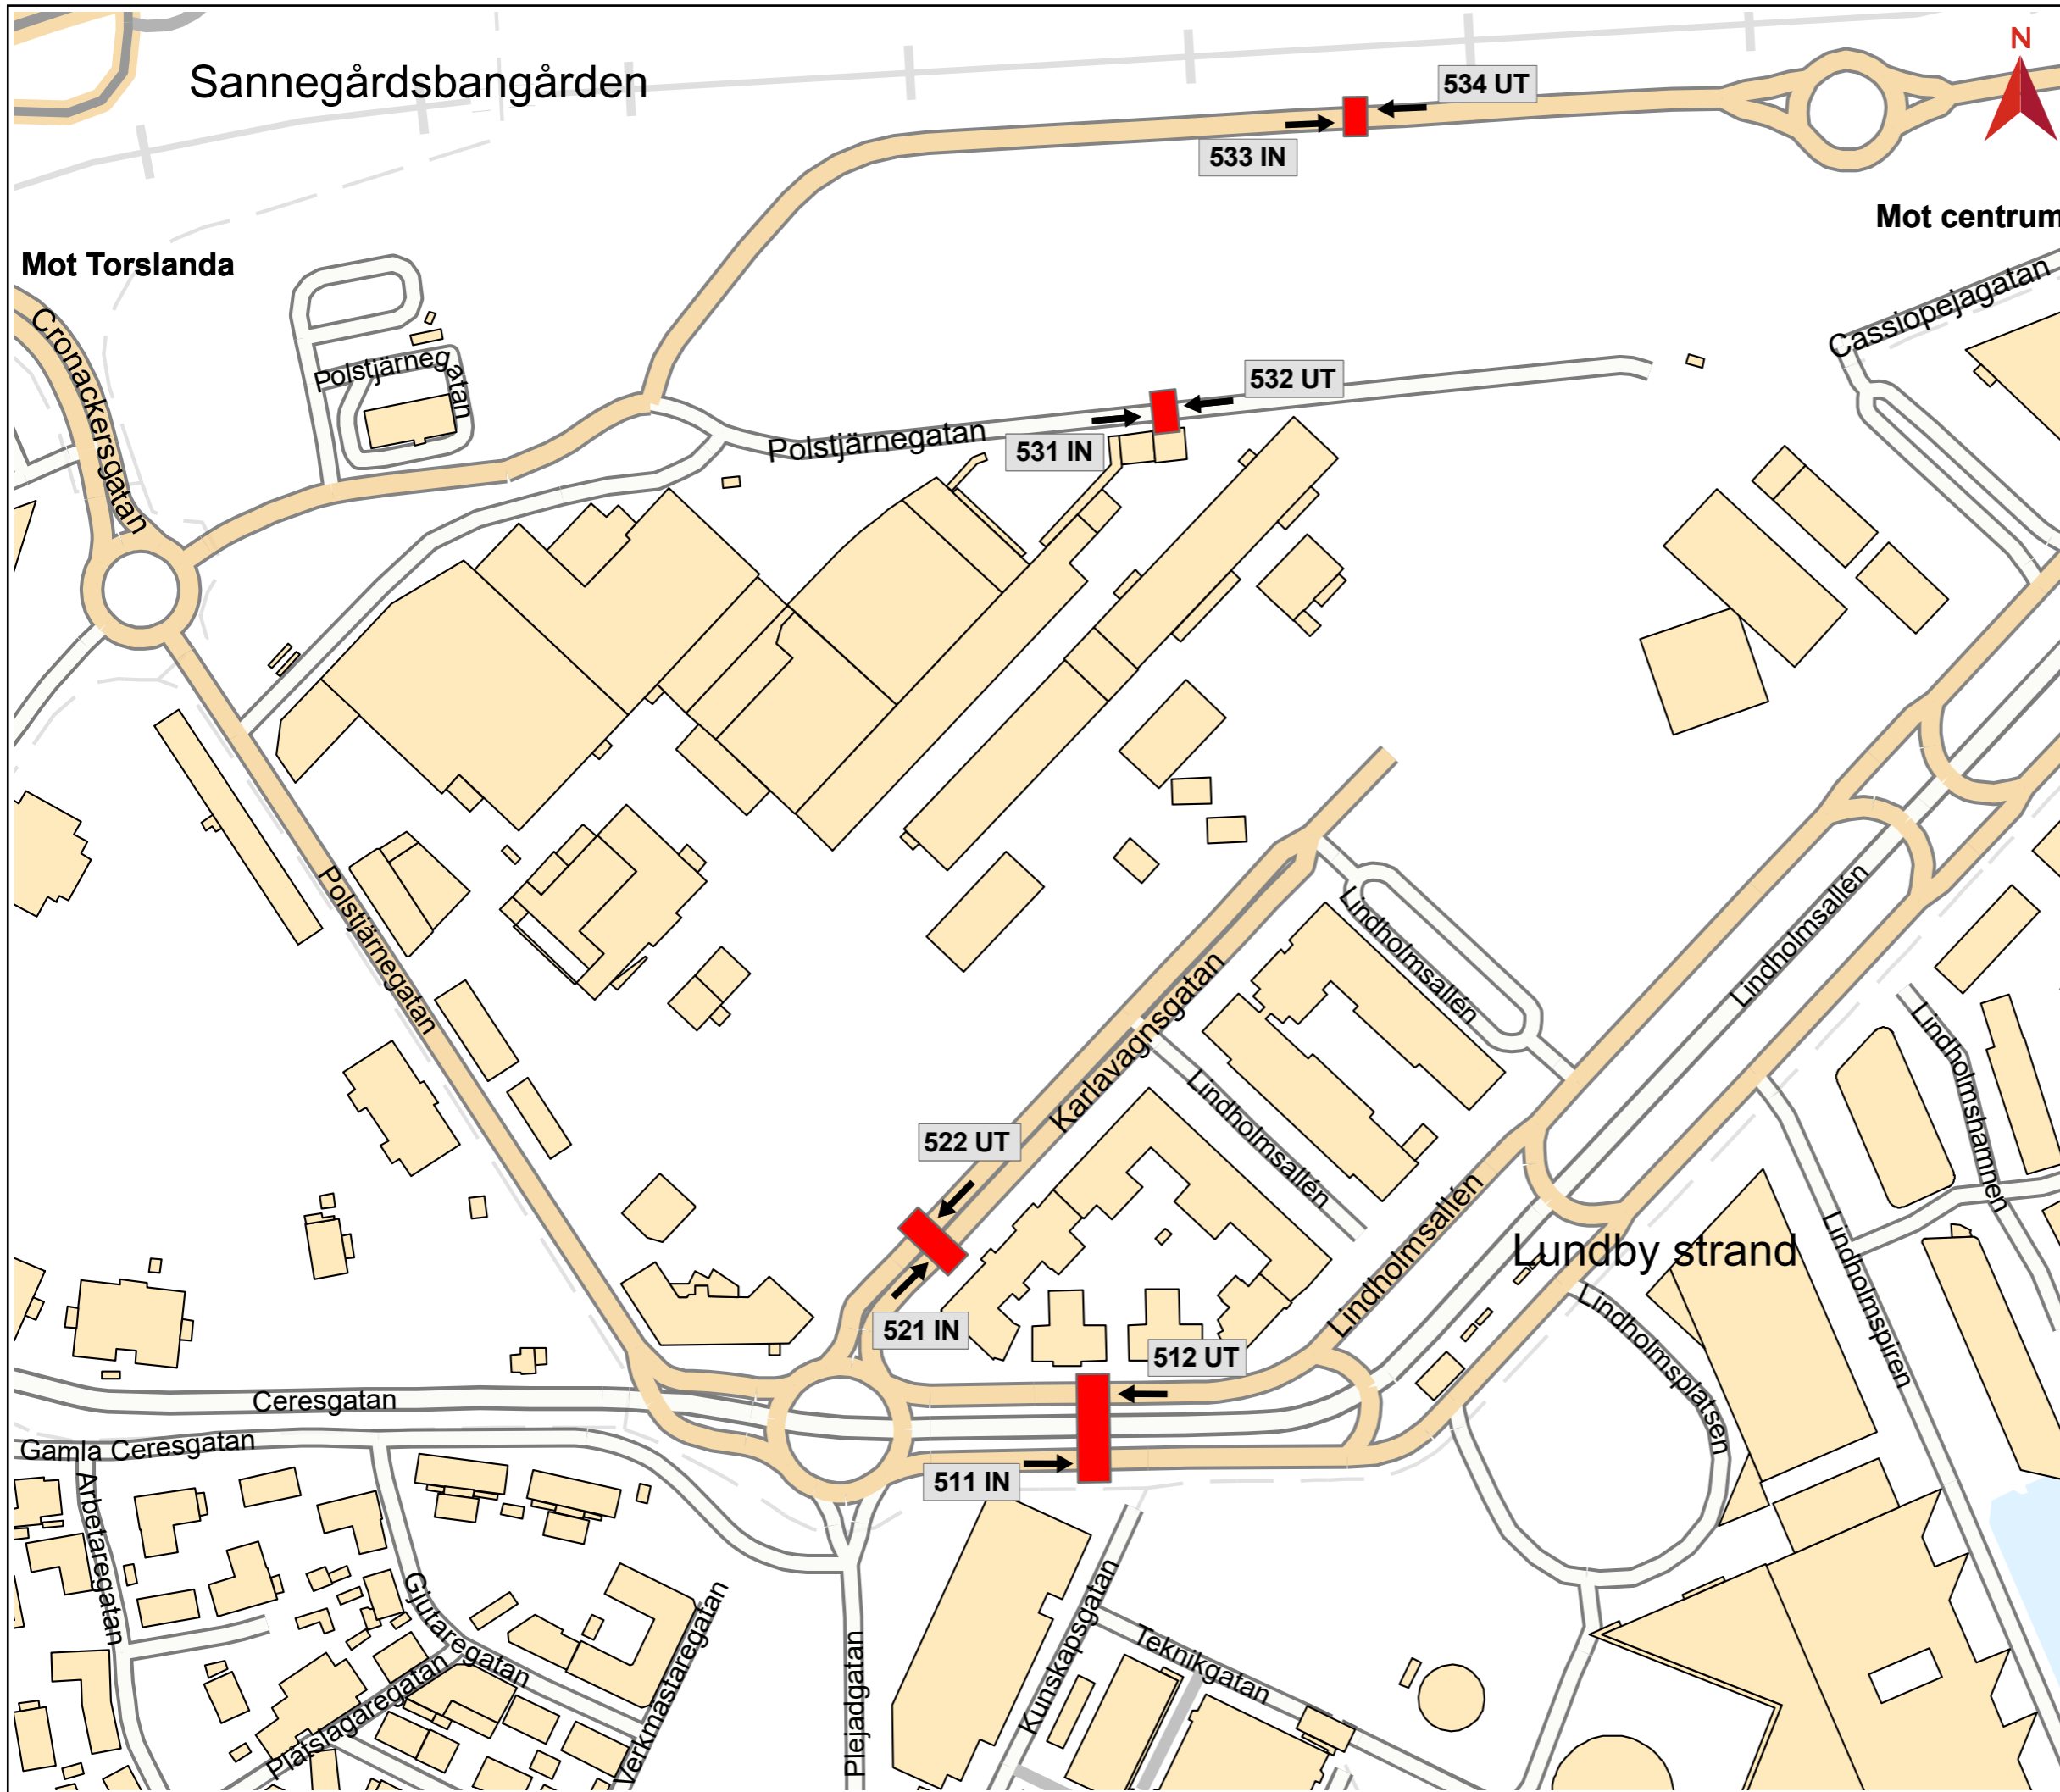 N
Sannegårdsbangården
534 UT
533 IN
Mot centrum
Mot Torslanda
Cassiopejagatan
Cronackersgatan
Polstjärnegatan
532 UT
Polstjärnegatan
531 IN
Polstjärnegatan
Lindholmsallén
Lindholmsallén
Karlavagnsgatan
Lindholmshamnen
Lindholmsallén
522 UT
Lindholmsallén
Lundby strand
Lindholmspiren
521 IN
512 UT
Lindholmsplatsen
Ceresgatan
Gamla Ceresgatan
511 IN
Arbetaregatan
Gjutaregatan
Plåtslagaregatan
Verkmästaregatan
Plejadgatan
Kunskapsgatan
Teknikgatan